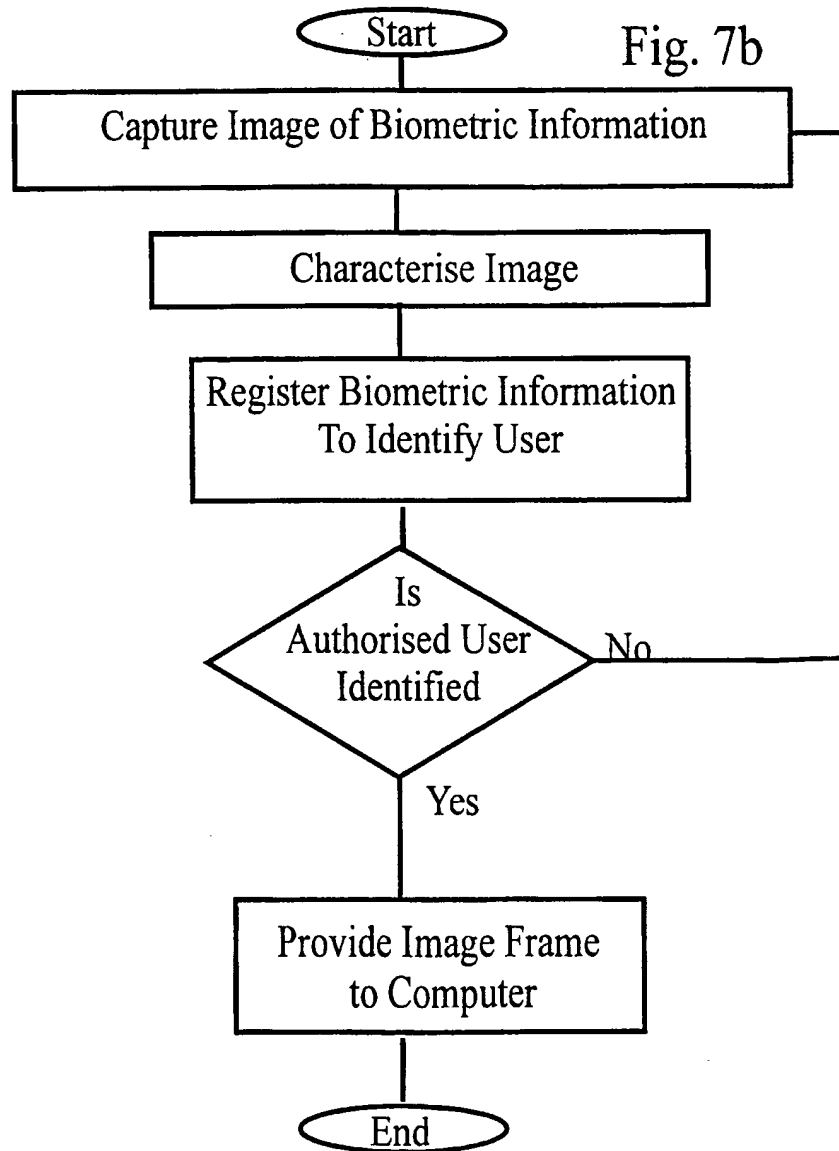 Start
Fig. 7b
Capture Image of Biometric Information
Characterise Image
Register Biometric Information
To Identify User
Is
Authorised User
Identified
No
Yes
Provide Image Frame
to Computer
End